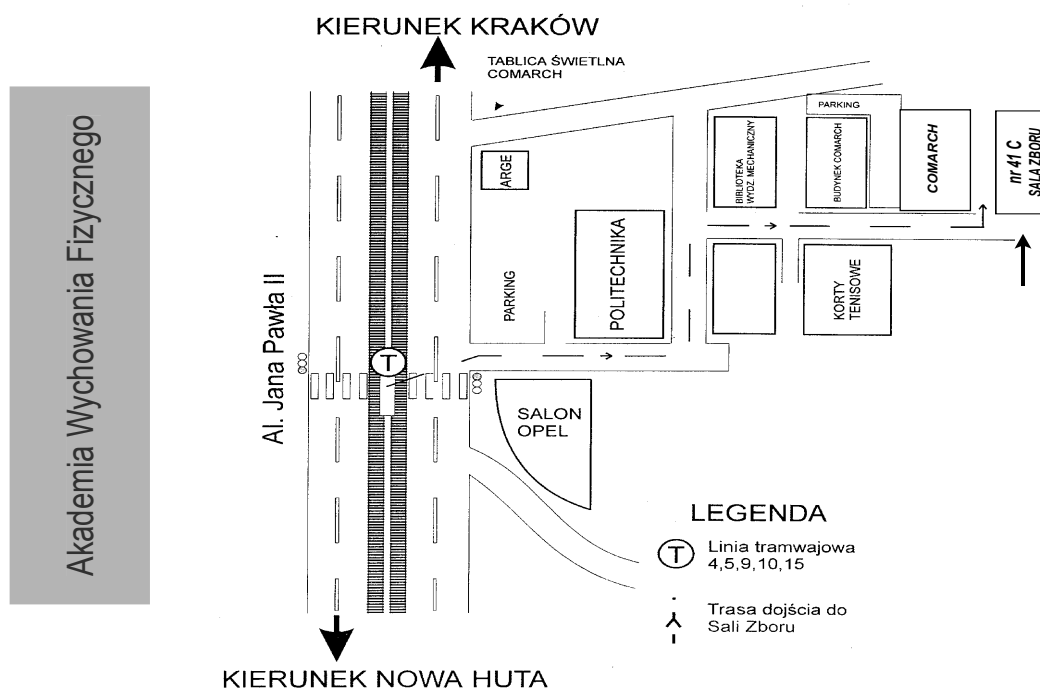 KIERUNEK KRAKÓW
TABLICA ŚWIETLNA
COMARCH
Akademia Wychowania Fizycznego
Al. Jana Pawła II
ARGE
PARKING
POLITECHNIKA
BIBLIOTEKA
WYDZ. MECHANICZNY
PARKING
BUDYNEK COMARCH
COMARCH
nr 41 C
SALA ZBORU
KORTY
TENISOWE
T
SALON
OPEL
LEGENDA
T
Linia tramwajowa
4,5,9,10,15
Trasa dojścia do
Sali Zboru
KIERUNEK NOWA HUTA